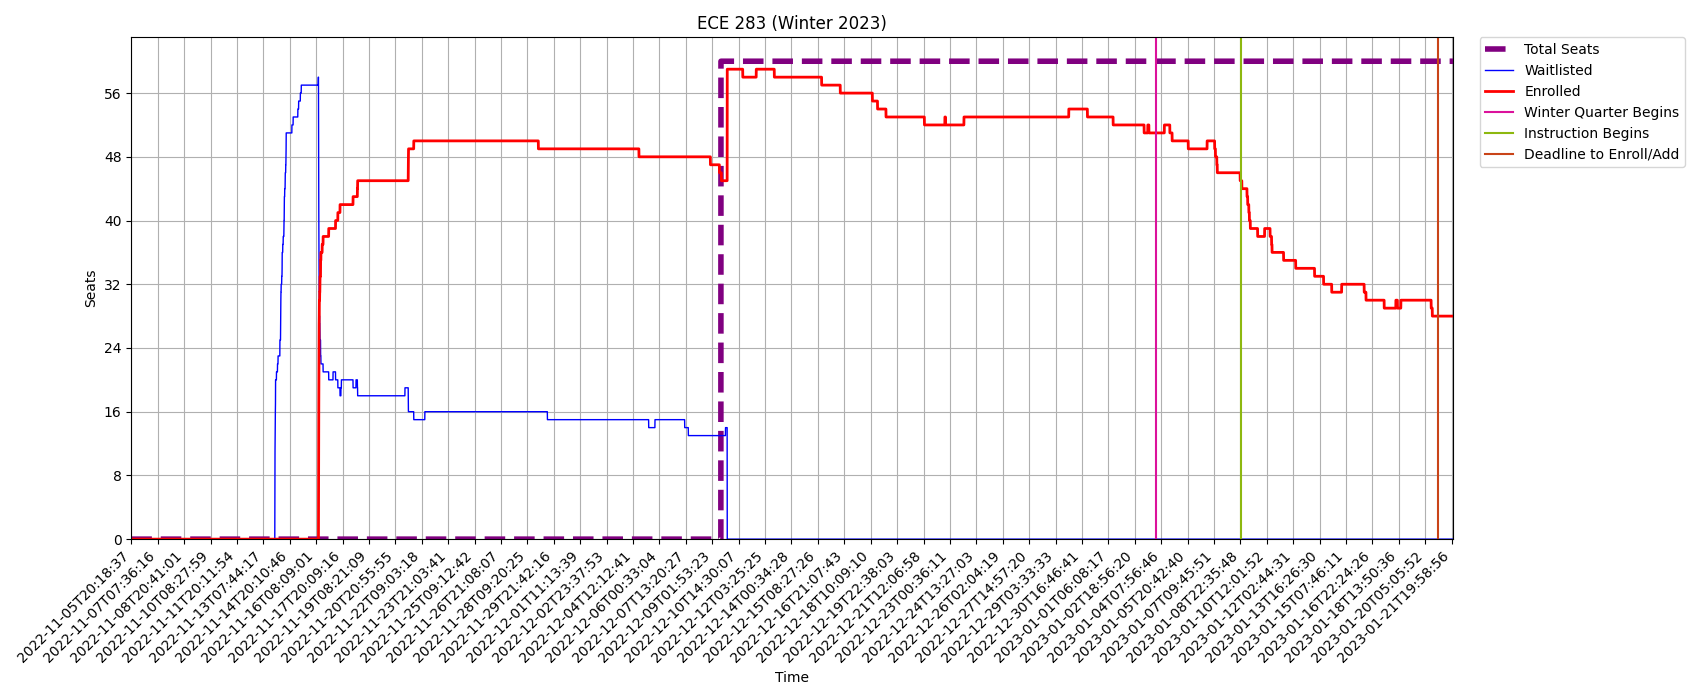 ECE 283 (Winter 2023)
Total Seats
Waitlisted
Enrolled
Winter Quarter Begins
Instruction Begins
Deadline to Enroll/Add
Seats
56
48
40
32
24
16
8
0
2022-11-05T20:18:37
2022-11-07T07:36:16
2022-11-08T20:41:01
2022-11-10T08:27:59
2022-11-11T20:11:54
2022-11-13T07:44:17
2022-11-14T20:10:46
2022-11-16T08:09:01
2022-11-17T20:09:16
2022-11-19T08:21:09
2022-11-20T20:55:55
2022-11-22T09:03:18
2022-11-23T21:03:41
2022-11-25T09:12:42
2022-11-26T21:08:07
2022-11-28T09:20:25
2022-11-29T21:42:16
2022-12-01T11:13:39
2022-12-02T23:37:53
2022-12-04T12:12:41
2022-12-06T00:33:04
2022-12-07T13:20:27
2022-12-09T01:53:23
2022-12-10T14:30:07
2022-12-12T03:25:25
2022-12-14T00:34:28
2022-12-15T08:27:26
2022-12-16T21:07:43
2022-12-18T10:09:10
2022-12-19T22:38:03
2022-12-21T12:06:58
2022-12-24T00:36:11
2022-12-25T13:27:03
2022-12-26T02:04:19
2022-12-27T14:57:20
2022-12-29T03:33:33
2022-12-30T16:46:41
2023-01-01T06:08:17
2023-01-02T18:56:20
2023-01-04T07:56:46
2023-01-05T20:42:40
2023-01-07T09:45:51
2023-01-08T22:35:48
2023-01-10T12:01:52
2023-01-12T02:44:31
2023-01-13T16:26:30
2023-01-15T07:46:11
2023-01-16T22:24:26
2023-01-18T13:50:36
2023-01-20T05:05:52
2023-01-21T19:58:56
Time